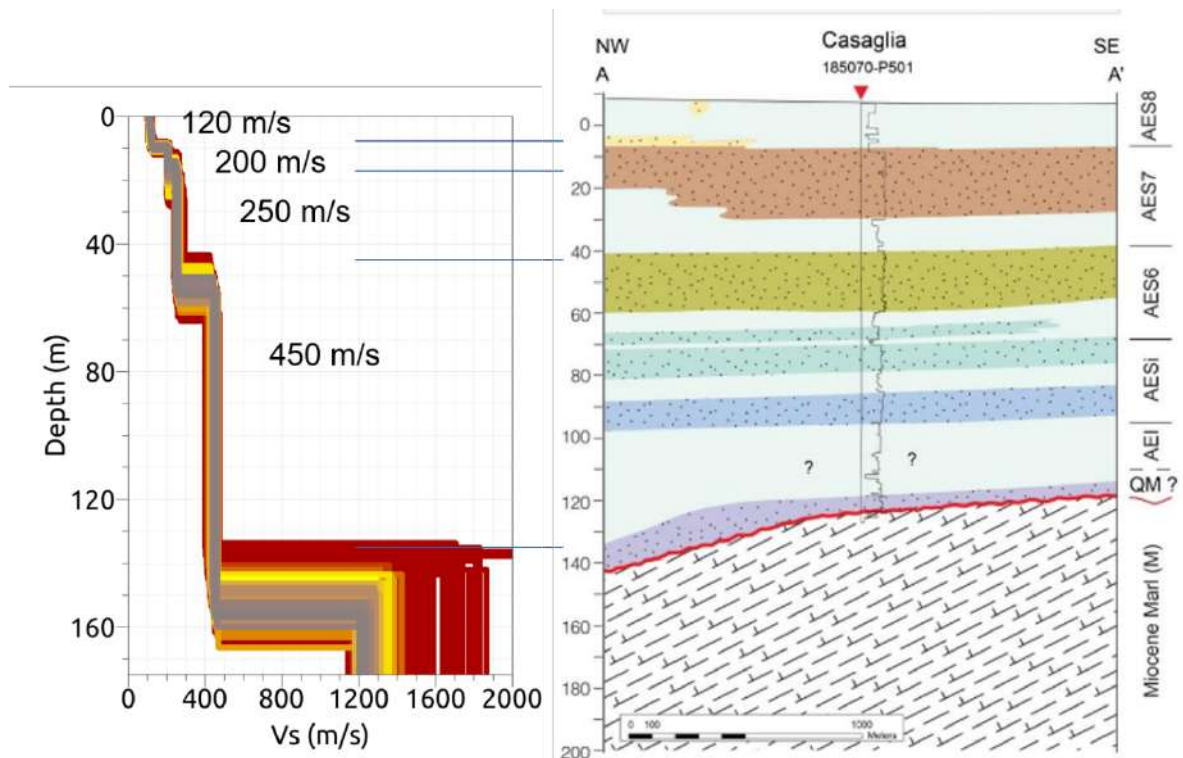 120 m/s
200 m/s
250 m/s
450 m/s
0
40
80
120
160
Depth (m)
0 400 800 1200 1600 2000
Vs (m/s)
NW
A
Casaglia
185070-P501
SE
A'
0
20
40
60
80
100
120
140
160
180
200
? ?
AES8
AES7
AES6
AESi
AEI
QM ?
Miocene Marl (M)
0 100 1000
Meters